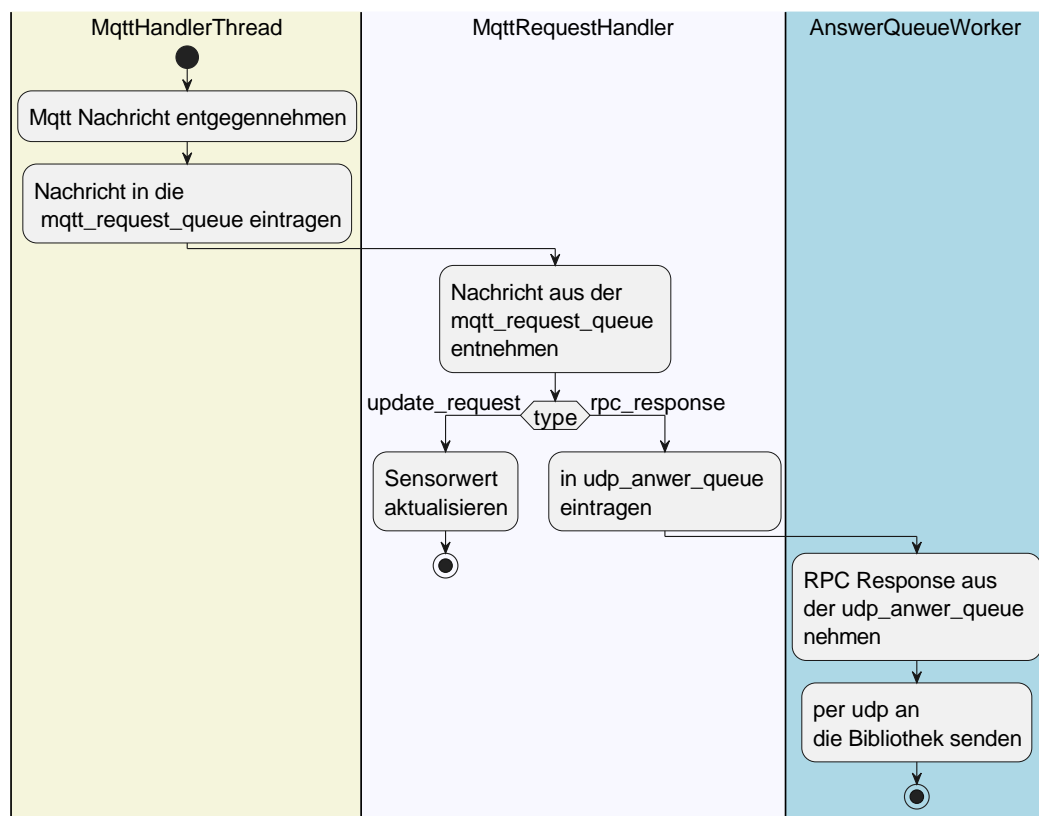 MqttHandlerThread
MqttRequestHandler
AnswerQueueWorker
Mqtt Nachricht entgegennehmen
Nachricht in die
mqtt_request_queue eintragen
Nachricht aus der
mqtt_request_queue
entnehmen
update_request
type
rpc_response
Sensorwert
aktualisieren
in udp_anwer_queue
eintragen
RPC Response aus
der udp_anwer_queue
nehmen
per udp an
die Bibliothek senden